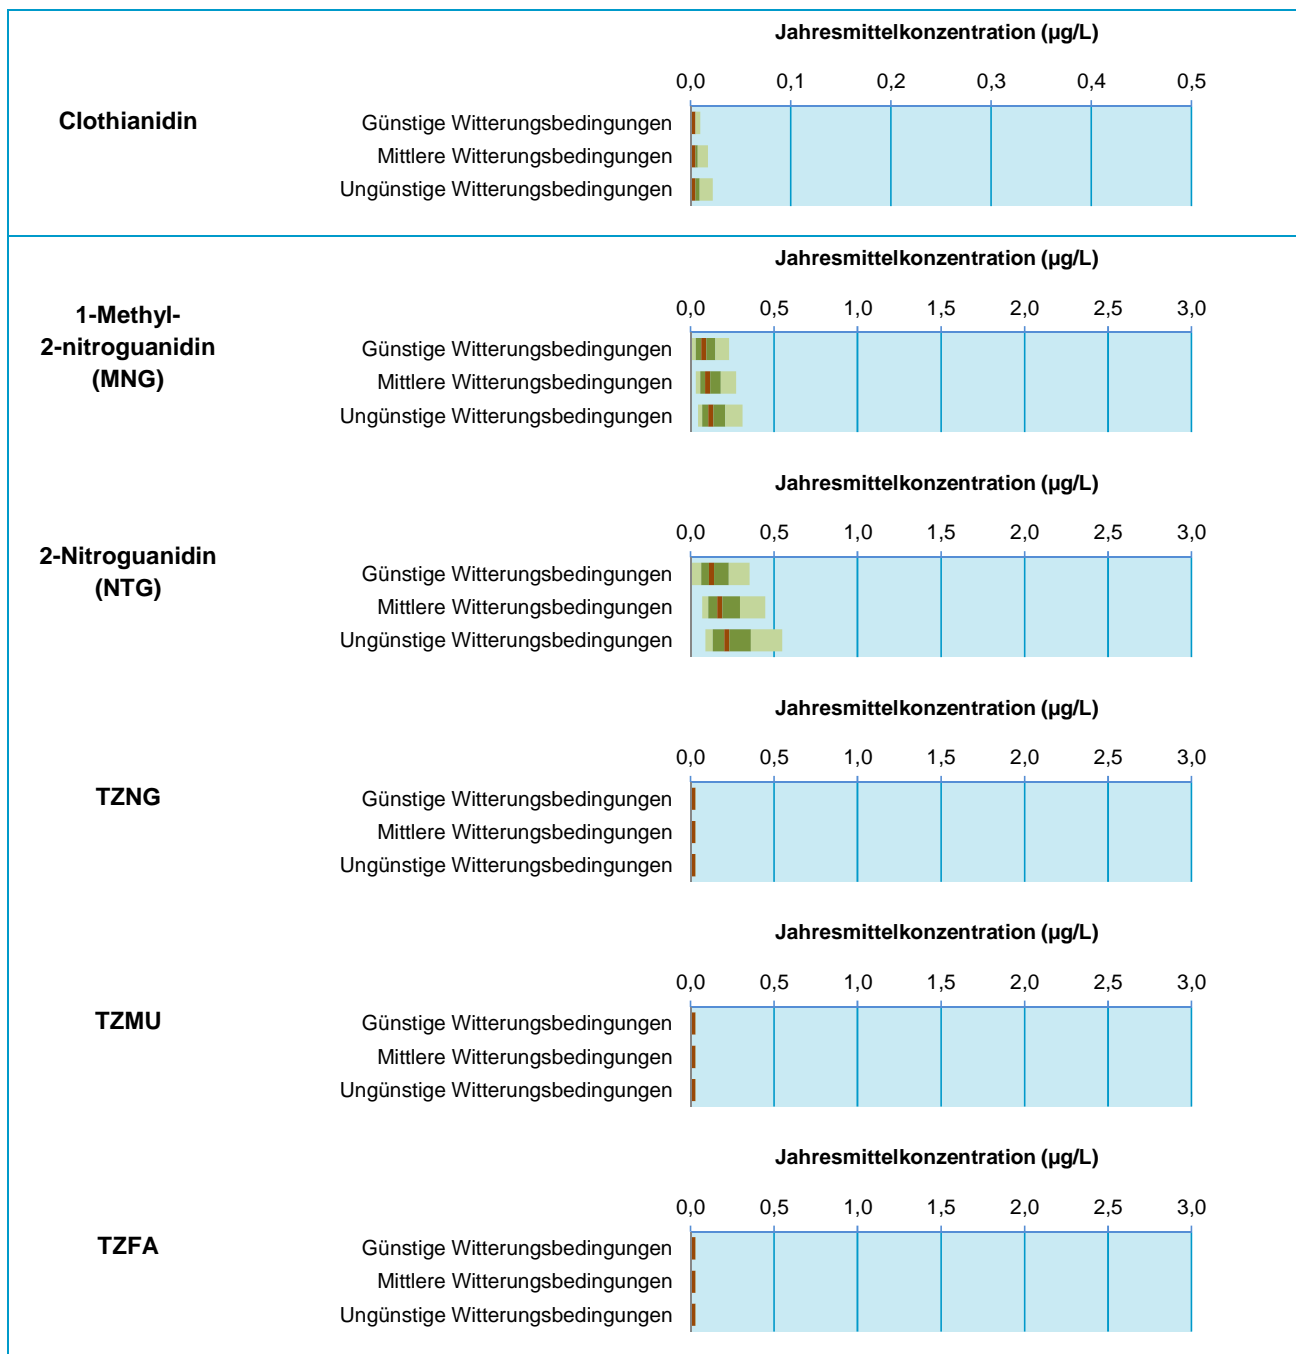 Jahresmittelkonzentration (µg/L)
0,0 0,1 0,2 0,3 0,4 0,5
Clothianidin
Günstige Witterungsbedingungen
Mittlere Witterungsbedingungen
Ungünstige Witterungsbedingungen
Jahresmittelkonzentration (µg/L)
0,0 0,5 1,0 1,5 2,0 2,5 3,0
1-Methyl-
2-nitroguanidin
(MNG)
Günstige Witterungsbedingungen
Mittlere Witterungsbedingungen
Ungünstige Witterungsbedingungen
Jahresmittelkonzentration (µg/L)
0,0 0,5 1,0 1,5 2,0 2,5 3,0
2-Nitroguanidin
(NTG)
Günstige Witterungsbedingungen
Mittlere Witterungsbedingungen
Ungünstige Witterungsbedingungen
Jahresmittelkonzentration (µg/L)
0,0 0,5 1,0 1,5 2,0 2,5 3,0
TZNG
Günstige Witterungsbedingungen
Mittlere Witterungsbedingungen
Ungünstige Witterungsbedingungen
Jahresmittelkonzentration (µg/L)
0,0 0,5 1,0 1,5 2,0 2,5 3,0
TZMU
Günstige Witterungsbedingungen
Mittlere Witterungsbedingungen
Ungünstige Witterungsbedingungen
Jahresmittelkonzentration (µg/L)
0,0 0,5 1,0 1,5 2,0 2,5 3,0
TZFA
Günstige Witterungsbedingungen
Mittlere Witterungsbedingungen
Ungünstige Witterungsbedingungen